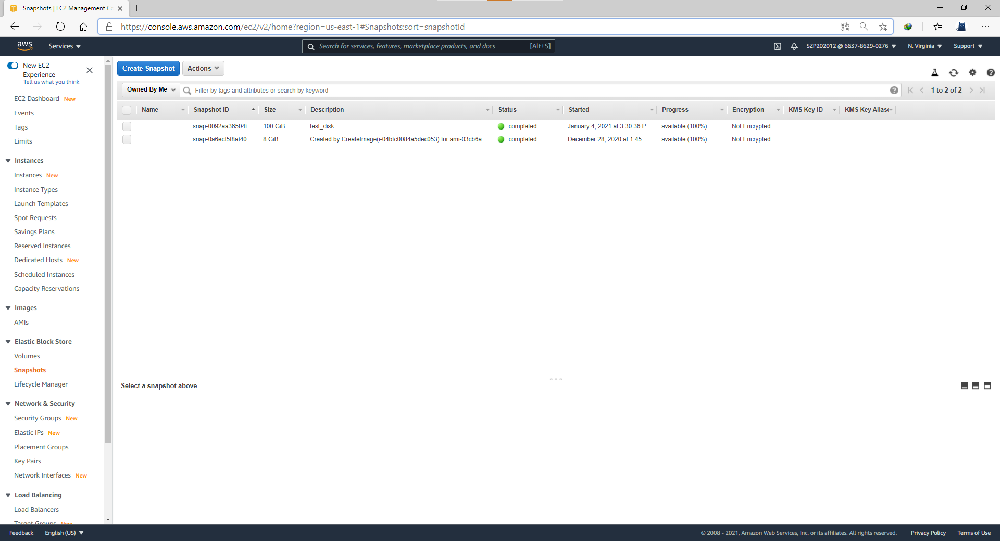 Snapshots | EC2 Management Co
https://console.aws.amazon.com/ec2/v2/home?region=us-east-1#Snapshots:sort=snapshotId
aws Services Search for services, features, marketplace products, and docs [Alt+S] SZP202012 @ 6637-8629-0276 N. Virginia Support
New EC2
Experience
Tell us what you think
EC2 Dashboard New
Events
Tags
Limits
Instances
Instances New
Instance Types
Launch Templates
Spot Requests
Savings Plans
Reserved Instances
Dedicated Hosts New
Scheduled Instances
Capacity Reservations
Images
AMIs
Elastic Block Store
Volumes
Snapshots
Lifecycle Manager
Network & Security
Security Groups New
Elastic IPs New
Placement Groups
Key Pairs
Network Interfaces New
Load Balancing
Load Balancers
Target Groups New
Create Snapshot Actions
Owned By Me Filter by tags and attributes or search by keyword 1 to 2 of 2
Name Snapshot ID Size Description Status Started Progress Encryption KMS Key ID KMS Key Alias
snap-0092aa36504f... 100 GiB test_disk completed January 4, 2021 at 3:30:36 P... available (100%) Not Encrypted
snap-0a6ecf5f8af40... 8 GiB Created by CreateImage(i-04bfc0084a5dec053) for ami-03cb6a... completed December 28, 2020 at 1:45:... available (100%) Not Encrypted
Select a snapshot above
Feedback English (US) © 2008 - 2021, Amazon Web Services, Inc. or its affiliates. All rights reserved. Privacy Policy Terms of Use